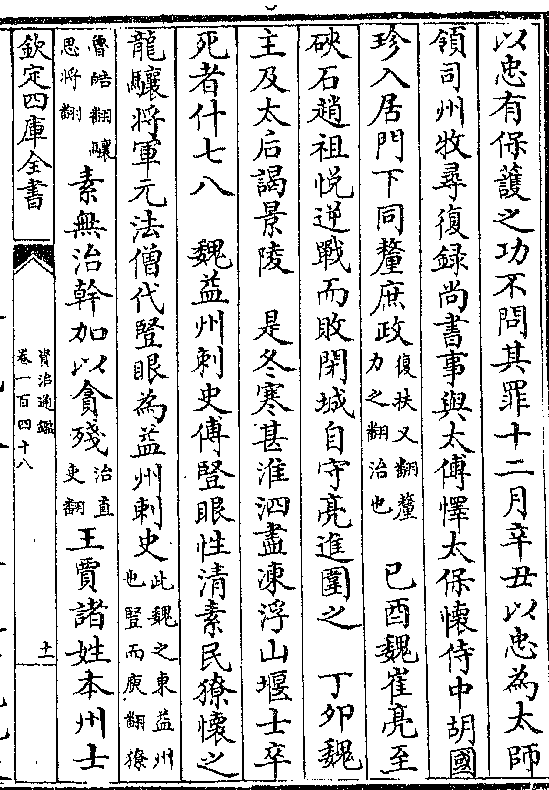 以忠有保護之功不問其罪十二月辛丑以忠為太師
領司州牧尋復録尚書事與太傅懌太保懷侍中胡國
珍入居門下同釐庶政復扶又翻釐力之翻治也 己酉魏崔亮至
硤石趙祖悦逆戰而敗閉城自守亮進圍之 丁卯魏
主及太后謁景陵 是冬寒甚淮泗盡凍浮山堰士卒
死者什七八 魏益州刺史傅豎眼性清素民獠懷之
龍驤將軍元法僧代豎眼為益州刺史此魏之東益州也豎而庾翻獠
魯皓翻驤思將翻素無治幹加以貪殘治直吏翻王賈諸姓本州士
欽定四庫全書
資治通鑑
卷一百四十八
十一